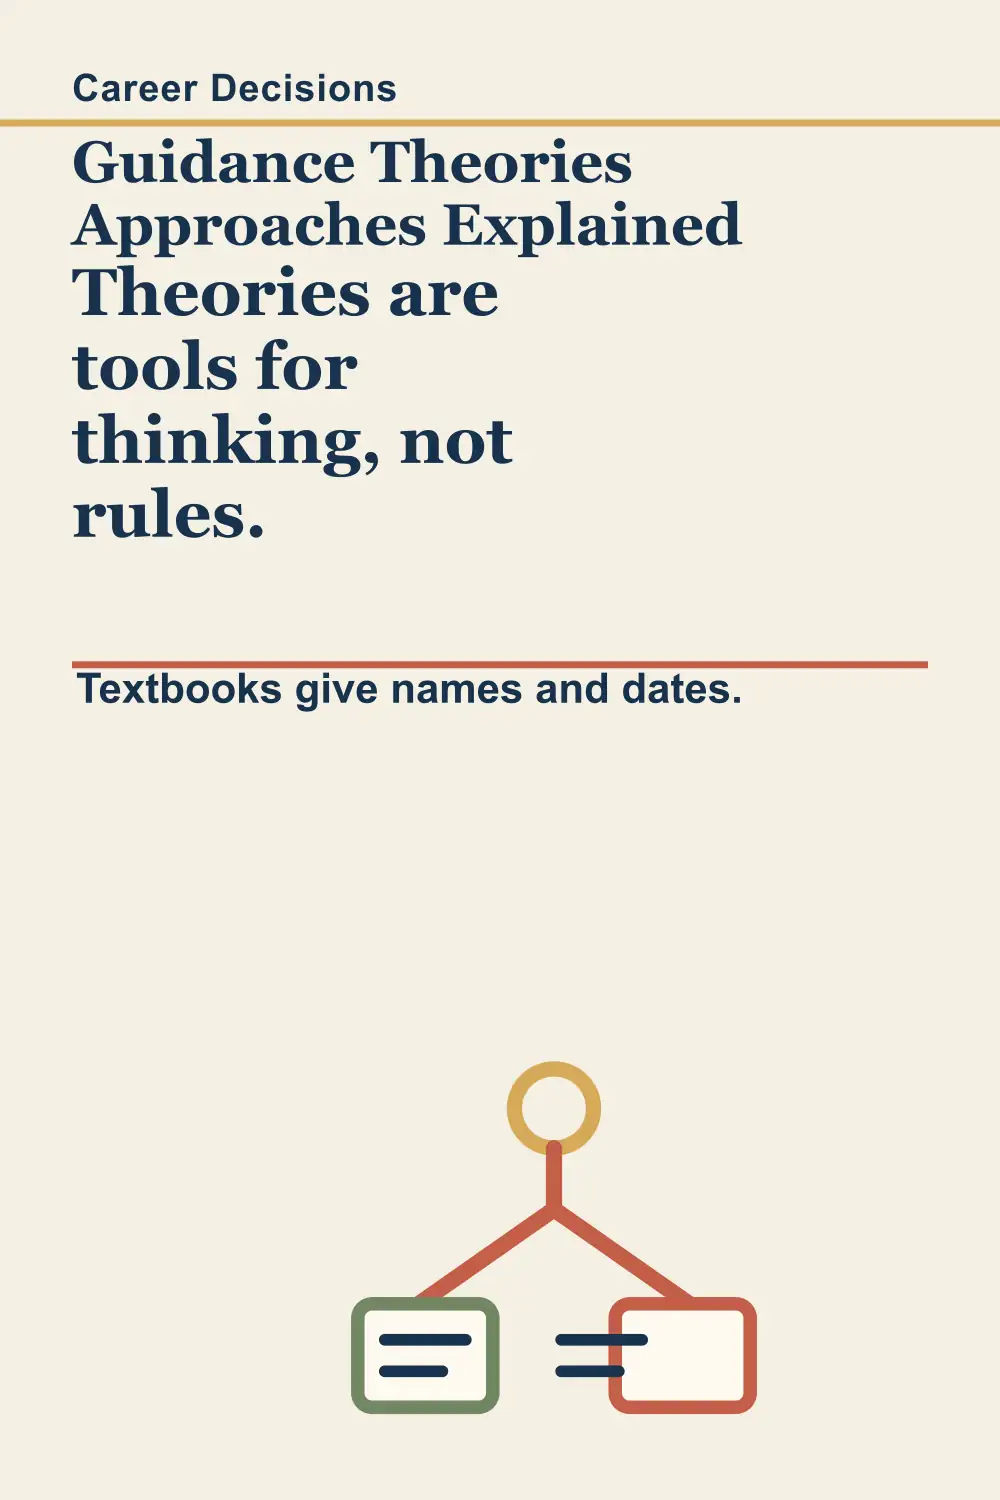 Career Decisions
Guidance Theories
Approaches Explained
Theories are
tools for
thinking, not
rules.
Textbooks give names and dates.